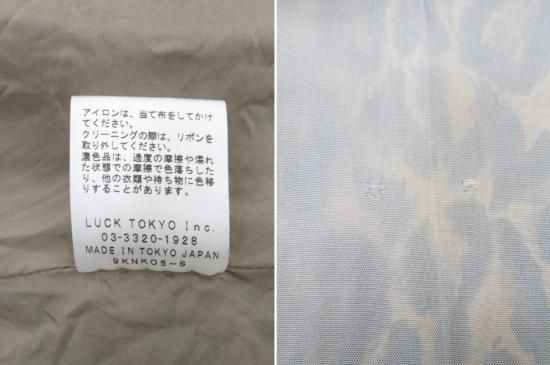 アイロンは、当て布をしてかけ
てください。
クリーニングの際は、リボンを
取り外してください。
濃色品は、過度の摩擦や濡れ
た状態での摩擦で色落ちした
り、他の衣類や持ち物に色移
りすることがあります。
LUCK TOKYO Inc.
03-3320-1928
MADE IN TOKYO JAPAN
9KNK05-S